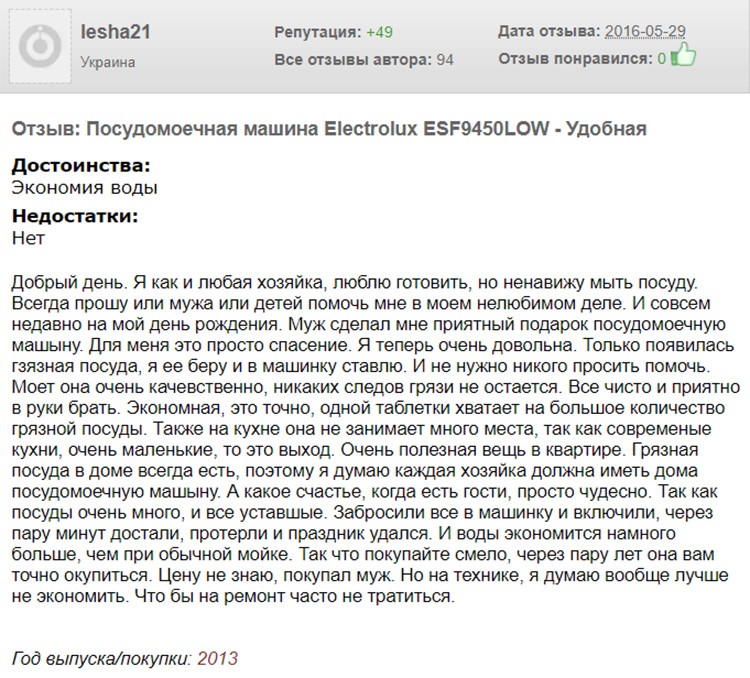 lesha21
Украина
Репутация: +49
Все отзывы автора: 94
Дата отзыва: 2016-05-29
Отзыв понравился: 0
Отзыв: Посудомоечная машина Electrolux ESF9450LOW - Удобная
Достоинства:
Экономия воды
Недостатки:
Нет
Добрый день. Я как и любая хозяйка, люблю готовить, но ненавижу мыть посуду.
Всегда прошу или мужа или детей помочь мне в моем нелюбимом деле. И совсем
недавно на мой день рождения. Муж сделал мне приятный подарок посудомоечную
машыну. Для меня это просто спасение. Я теперь очень довольна. Только появилась
гзязная посуда, я ее беру и в машинку ставлю. И не нужно никого просить помочь.
Моет она очень качевственно, никаких следов грязи не остается. Все чисто и приятно
в руки брать. Экономная, это точно, одной таблетки хватает на большое количество
грязной посуды. Также на кухне она не занимает много места, так как современые
кухни, очень маленькие, то это выход. Очень полезная вещь в квартире. Грязная
посуда в доме всегда есть, поэтому я думаю каждая хозяйка должна иметь дома
посудомоечную машыну. А какое счастье, когда есть гости, просто чудесно. Так как
посуды очень много, и все уставшые. Забросили все в машинку и включили, через
пару минут достали, протерли и праздник удался. И воды экономится намного
больше, чем при обычной мойке. Так что покупайте смело, через пару лет она вам
точно окупиться. Цену не знаю, покупал муж. Но на технике, я думаю вообще лучше
не экономить. Что бы на ремонт часто не тратиться.
Год выпуска/покупки: 2013